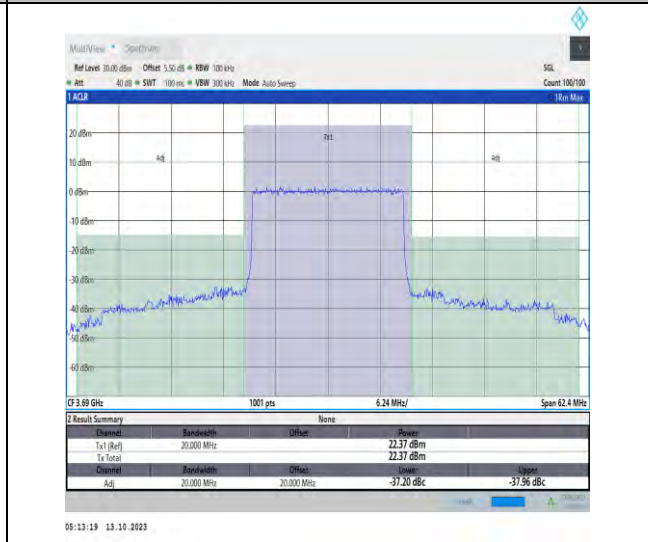 MultiView Spectrum
Ref Level 30.00 dBm Offset 5.50 dB RBW 100 kHz SGL
Att 40 dB SWT 100 ms VBW 300 kHz Mode Auto Sweep Count 100/100
1 ACLR 1Rm Max
Tx1
20 dBm
Adj Adj
10 dBm
0 dBm
-10 dBm
-20 dBm
-30 dBm
-40 dBm
-50 dBm
-60 dBm
CF 3.69 GHz 1001 pts 6.24 MHz/ Span 62.4 MHz
2 Result Summary None
Channel Bandwidth Offset Power
Tx1 (Ref) 20.000 MHz 22.37 dBm
Tx Total 22.37 dBm
Channel Bandwidth Offset Lower Upper
Adj 20.000 MHz 20.000 MHz -37.20 dBc -37.96 dBc
05:13:19 13.10.2023